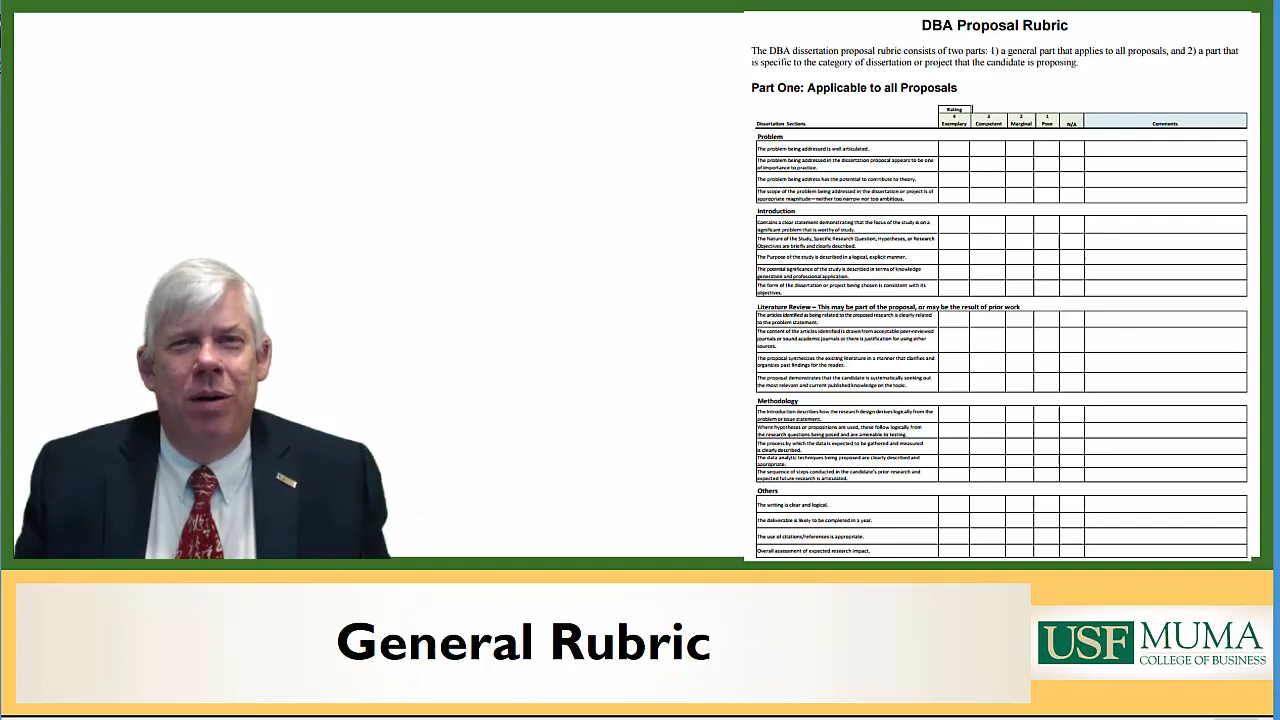 DBA Proposal Rubric
The DBA dissertation proposal rubric consists of two parts: 1) a general part that applies to all proposals, and 2) a part that
is specific to the category of dissertation or project that the candidate is proposing.
Part One: Applicable to all Proposals
Rating
4 3 2 1
Dissertation Sections Exemplary Competent Marginal Poor N/A Comments
Problem
The problem being addressed is well articulated.
The problem being addressed in the dissertation proposal appears to be one
of importance to practice.
The problem being address has the potential to contribute to theory.
The scope of the problem being addressed in the dissertation or project is of
appropriate magnitude—neither too narrow nor too ambitious.
Introduction
Contains a clear statement demonstrating that the focus of the study is on a
significant problem that is worthy of study.
The Nature of the Study, Specific Research Question, Hypotheses, or Research
Objectives are briefly and clearly described.
The Purpose of the study is described in a logical, explicit manner.
The potential significance of the study is described in terms of knowledge
generation and professional application.
The form of the dissertation or project being chosen is consistent with its
objectives.
Literature Review – This may be part of the proposal, or may be the result of prior work
The articles identified as being related to the proposed research is clearly related
to the problem statement.
The content of the articles identified is drawn from acceptable peer-reviewed
journals or sound academic journals or there is justification for using other
sources.
The proposal synthesizes the existing literature in a manner that clarifies and
organizes past findings for the reader.
The proposal demonstrates that the candidate is systematically seeking out
the most relevant and current published knowledge on the topic.
Methodology
The Introduction describes how the research design derives logically from the
problem or issue statement.
Where hypotheses or propositions are used, these follow logically from
the research questions being posed and are amenable to testing.
The process by which the data is expected to be gathered and measured
is clearly described.
The data analytic techniques being proposed are clearly described and
appropriate.
The sequence of steps conducted in the candidate's prior research and
expected future research is articulated.
Others
The writing is clear and logical.
The deliverable is likely to be completed in a year.
The use of citations/references is appropriate.
Overall assessment of expected research impact.
General Rubric
USF MUMA
COLLEGE OF BUSINESS